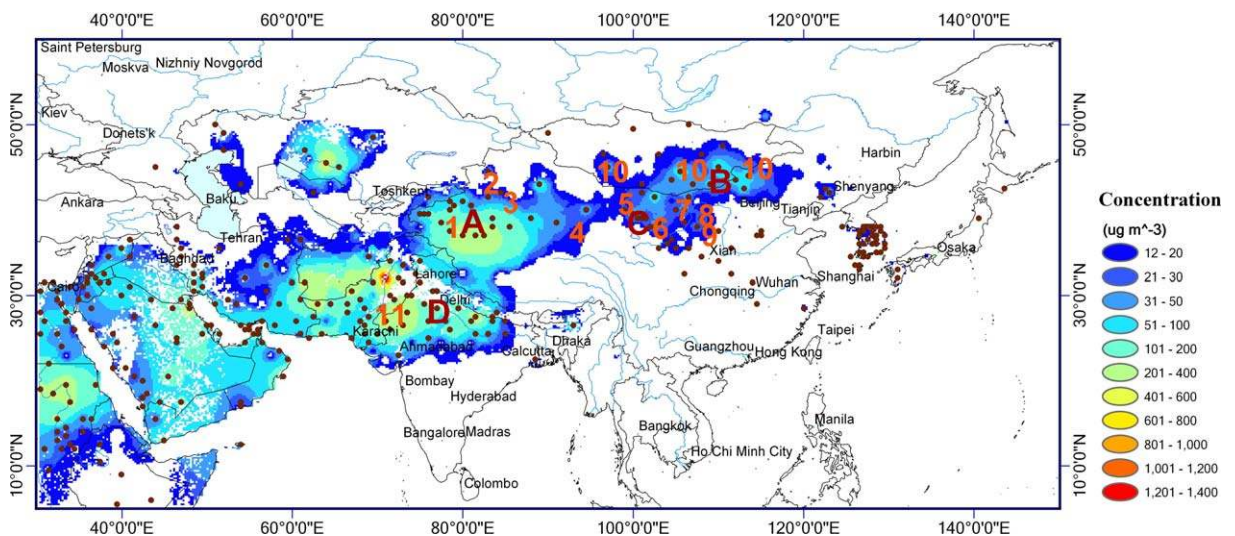 40°0'0"E 60°0'0"E 80°0'0"E 100°0'0"E 120°0'0"E 140°0'0"E
Saint Petersburg
Moskva Nizhniy Novgorod
Kiev
Donets'k
50°0'0"N
50°0'0"N
Harbin
Ankara
Baku
Toshkent
2
3
10 10 10
B
Shenyang
Beijing
Tianjin
Tehran
1 A
4
5
C 6
7 8
9
Xian
Osaka
Baghdad
Cairo
Lahore
Delhi
D
11
Karachi
Ahmanabad
Calcutta
Dhaka
Chongqing
Wuhan
Shanghai
30°0'0"N
30°0'0"N
Taipei
Guangzhou
Hong Kong
Bombay
Hyderabad
Bangalore Madras
Bangkok
Manila
Ho Chi Minh City
Colombo
10°0'0"N
10°0'0"N
40°0'0"E 60°0'0"E 80°0'0"E 100°0'0"E 120°0'0"E 140°0'0"E
Concentration
(ug m^-3)
12 - 20
21 - 30
31 - 50
51 - 100
101 - 200
201 - 400
401 - 600
601 - 800
801 - 1,000
1,001 - 1,200
1,201 - 1,400